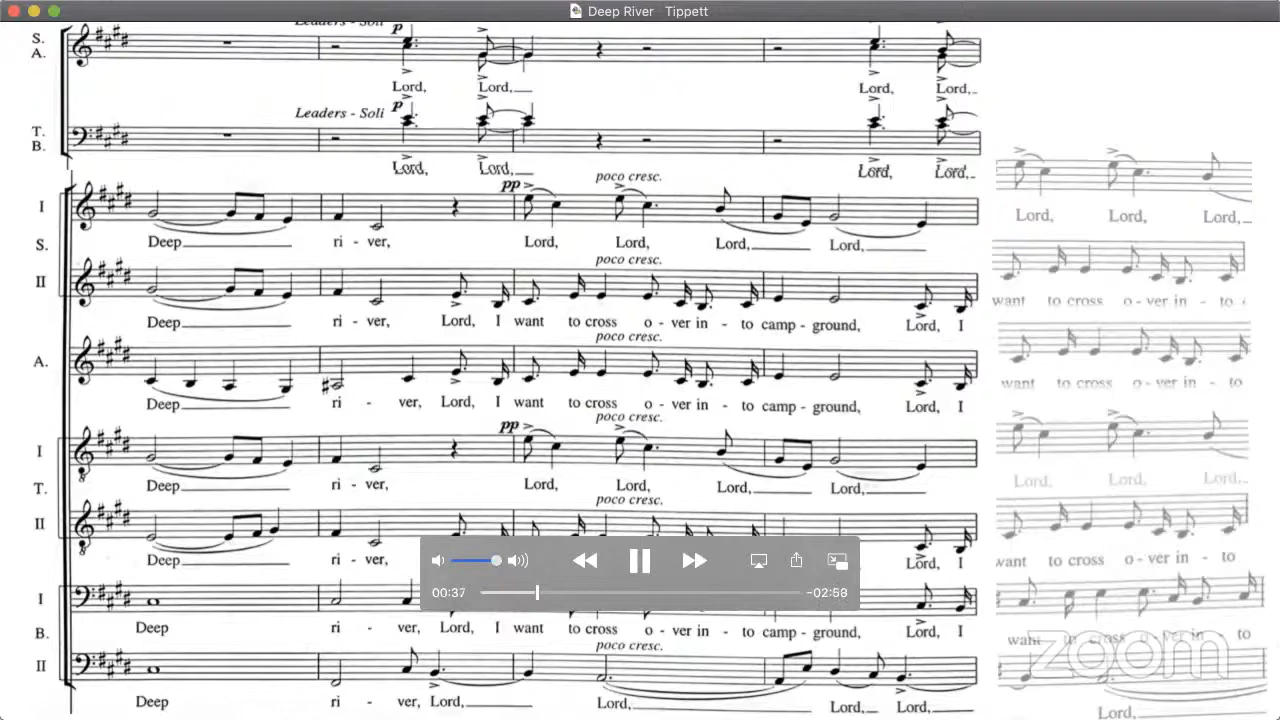 Deep River Tippett
Leaders - Soli p
S.
A.
Lord, Lord, Lord, Lord,
Leaders - Soli p
T.
B.
Lord, Lord, Lord, Lord,
pp poco cresc.
I
Deep ri - ver, Lord, Lord, Lord, Lord,
Lord, Lord, Lord,
S.
poco cresc.
II
Deep ri - ver, Lord, I want to cross o - ver in - to camp - ground, Lord, I
want to cross o - ver in - to
poco cresc.
A.
Deep ri - ver, Lord, I want to cross o - ver in - to camp - ground, Lord, I
want to cross o - ver in - to
pp poco cresc.
I
Deep ri - ver, Lord, Lord, Lord, Lord,
Lord, Lord, Lord,
T.
poco cresc.
II
Deep ri - ver, Lord, I
want to cross o - ver in - to
00:37 -02:58
I
Deep ri - ver, Lord, I want to cross o - ver in - to camp - ground, Lord, I
want to cross o - ver in to
B.
poco cresc.
zoom
II
Deep ri - ver, Lord, Lord, Lord, Lord,
Lord,